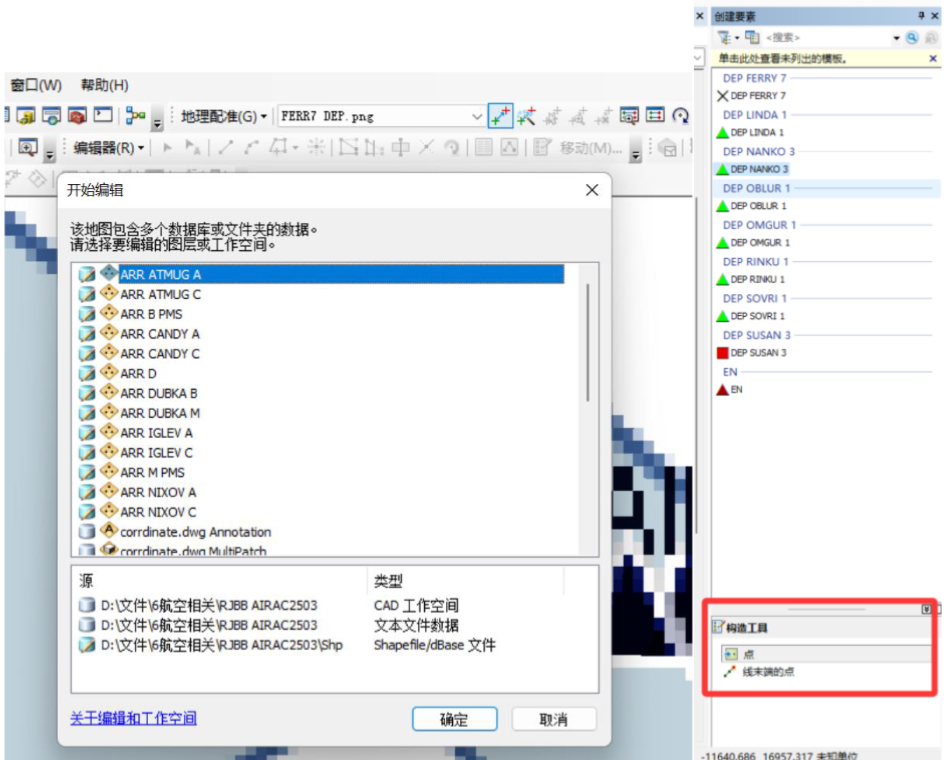 窗口(W) 帮助(H)
地理配准(G) FERR7 DEP.png
编辑器(R) 移动(M)...
开始编辑
该地图包含多个数据库或文件夹的数据。
请选择要编辑的图层或工作空间。
ARR ATMUG A
ARR ATMUG C
ARR B PMS
ARR CANDY A
ARR CANDY C
ARR D
ARR DUBKA B
ARR DUBKA M
ARR IGLEV A
ARR IGLEV C
ARR M PMS
ARR NIXOV A
ARR NIXOV C
corrdinate.dwg Annotation
corrdinate.dwg MultiPatch
源 类型
D:\文件\6航空相关\RJBB AIRAC2503 CAD 工作空间
D:\文件\6航空相关\RJBB AIRAC2503 文本文件数据
D:\文件\6航空相关\RJBB AIRAC2503\Shp Shapefile/dBase 文件
关于编辑和工作空间 确定 取消
创建要素
<搜索>
单击此处查看未列出的模板。
DEP FERRY 7
DEP FERRY 7
DEP LINDA 1
DEP LINDA 1
DEP NANKO 3
DEP NANKO 3
DEP OBLUR 1
DEP OBLUR 1
DEP OMGUR 1
DEP OMGUR 1
DEP RINKU 1
DEP RINKU 1
DEP SOVRI 1
DEP SOVRI 1
DEP SUSAN 3
DEP SUSAN 3
EN
EN
构造工具
点
线末端的点
-11640.686 16957.317 未知单位